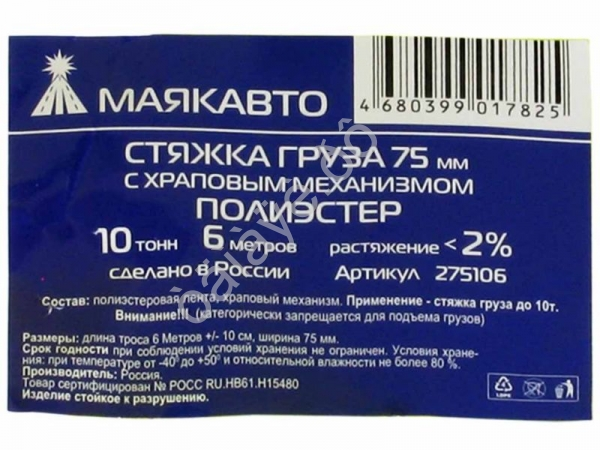 МАЯКАВТО
4 680399 017825
СТЯЖКА ГРУЗА 75 мм
С ХРАПОВЫМ МЕХАНИЗМОМ
ПОЛИЭСТЕР
10 тонн 6 метров растяжение < 2%
сделано в России Артикул 275106
Состав: полиэстеровая лента, храповый механизм. Применение - стяжка груза до 10т.
Внимание!!! (категорически запрещается для подъема грузов)
Размеры: длина троса 6 Метров +/- 10 см, ширина 75 мм.
Срок годности при соблюдении условий хранения не ограничен. Условия хране-
ния: при температуре от -40⁰ до +50⁰ и относительной влажности не более 80 %.
Производитель: Россия.
Товар сертифицирован № РОСС RU.НВ61.Н15480
Изделие стойкое к разрушению.